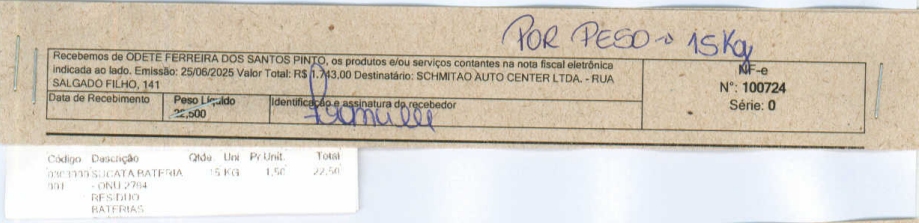 POR PESO → 15Kg
Recebemos de ODETE FERREIRA DOS SANTOS PINTO, os produtos e/ou serviços contantes na nota fiscal eletrônica
indicada ao lado. Emissão: 25/06/2025 Valor Total: R$ 1.743,00 Destinatário: SCHMITAO AUTO CENTER LTDA. - RUA
SALGADO FILHO, 141
NF-e
N°: 100724
Série: 0
Data de Recebimento Peso Líquido Identificação e assinatura do recebedor
22,500
Código Descrição Qtde Uni Pr.Unit. Total
SUCATA BATERIA 15 KG 1,50 22,50
001 - ONU 2794
RESIDUO
BATERIAS